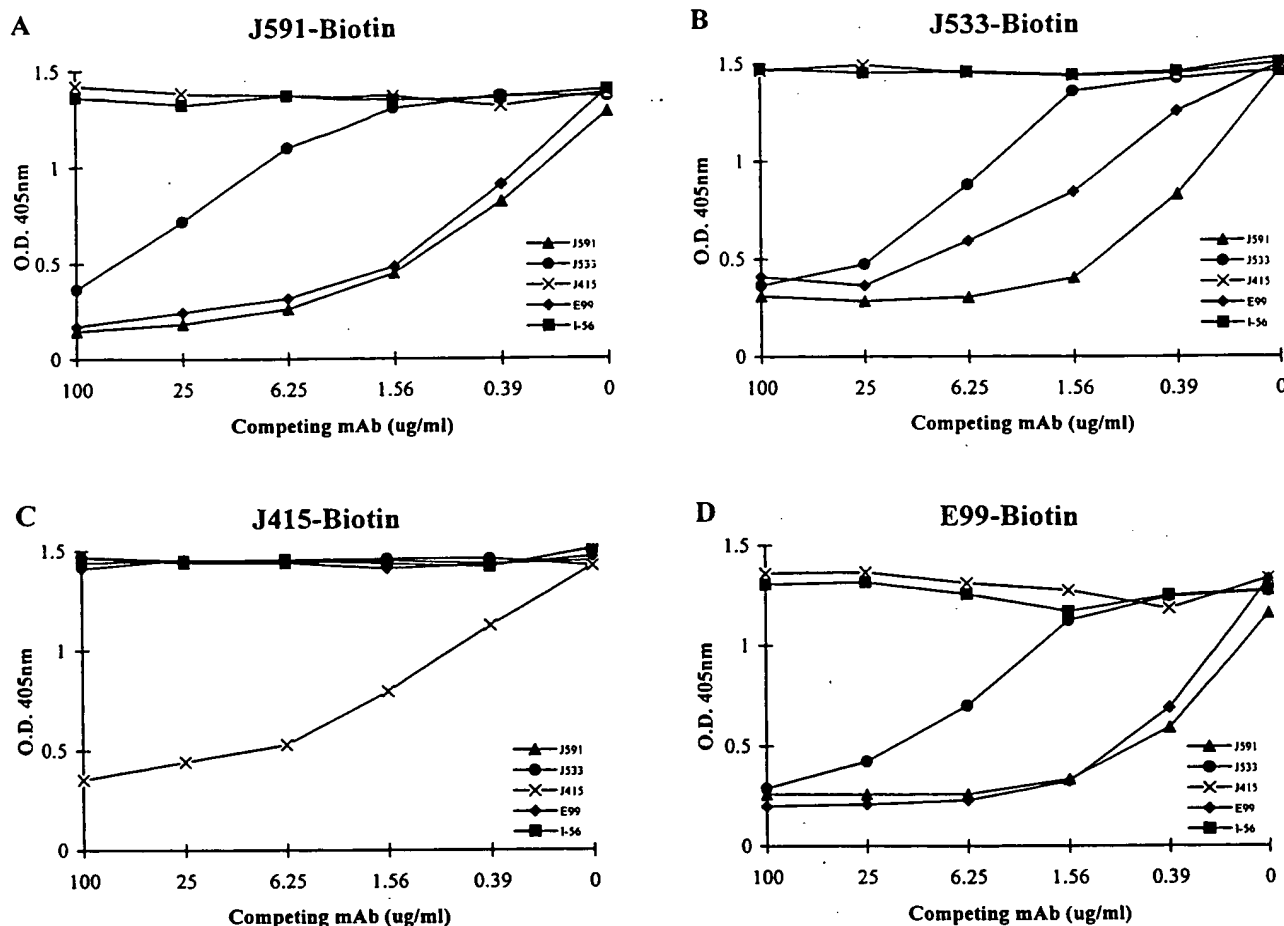 A
J591-Biotin
1.5
1
0.5
0
O.D. 405nm
100 25 6.25 1.56 0.39 0
Competing mAb (ug/ml)
J591
J533
J415
E99
I-56
B
J533-Biotin
1.5
1
0.5
0
O.D. 405nm
100 25 6.25 1.56 0.39 0
Competing mAb (ug/ml)
J591
J533
J415
E99
I-56
C
J415-Biotin
1.5
1
0.5
0
O.D. 405nm
100 25 6.25 1.56 0.39 0
Competing mAb (ug/ml)
J591
J533
J415
E99
I-56
D
E99-Biotin
1.5
1
0.5
0
O.D. 405nm
100 25 6.25 1.56 0.39 0
Competing mAb (ug/ml)
J591
J533
J415
E99
I-56